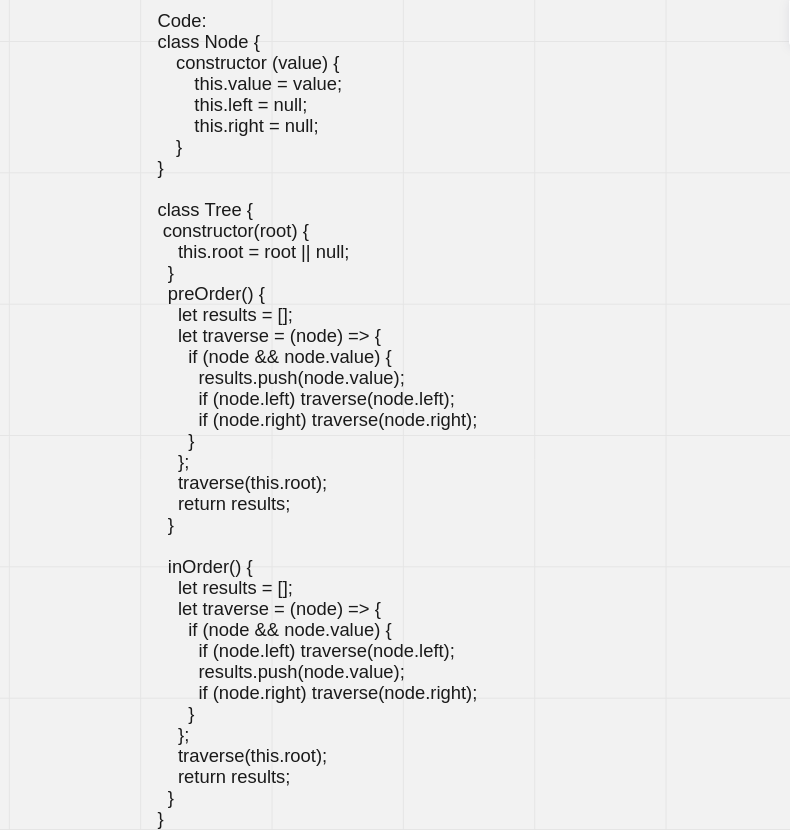 Code:
class Node {
constructor (value) {
this.value = value;
this.left = null;
this.right = null;
}
}
class Tree {
constructor(root) {
this.root = root || null;
}
preOrder() {
let results = [];
let traverse = (node) => {
if (node && node.value) {
results.push(node.value);
if (node.left) traverse(node.left);
if (node.right) traverse(node.right);
}
};
traverse(this.root);
return results;
}
inOrder() {
let results = [];
let traverse = (node) => {
if (node && node.value) {
if (node.left) traverse(node.left);
results.push(node.value);
if (node.right) traverse(node.right);
}
};
traverse(this.root);
return results;
}
}